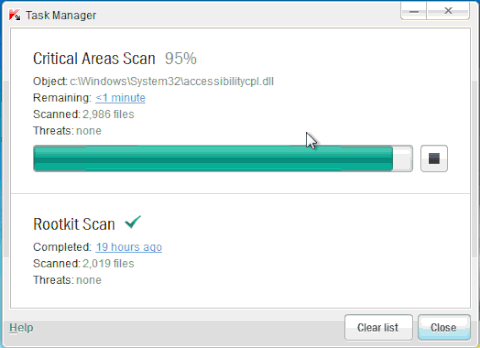 Task Manager
Critical Areas Scan 95%
Object: c:\Windows\System32\accessibilitycpl.dll
Remaining: <1 minute
Scanned: 2,986 files
Threats: none
Rootkit Scan
Completed: 19 hours ago
Scanned: 2,019 files
Threats: none
Help
Clear list
Close